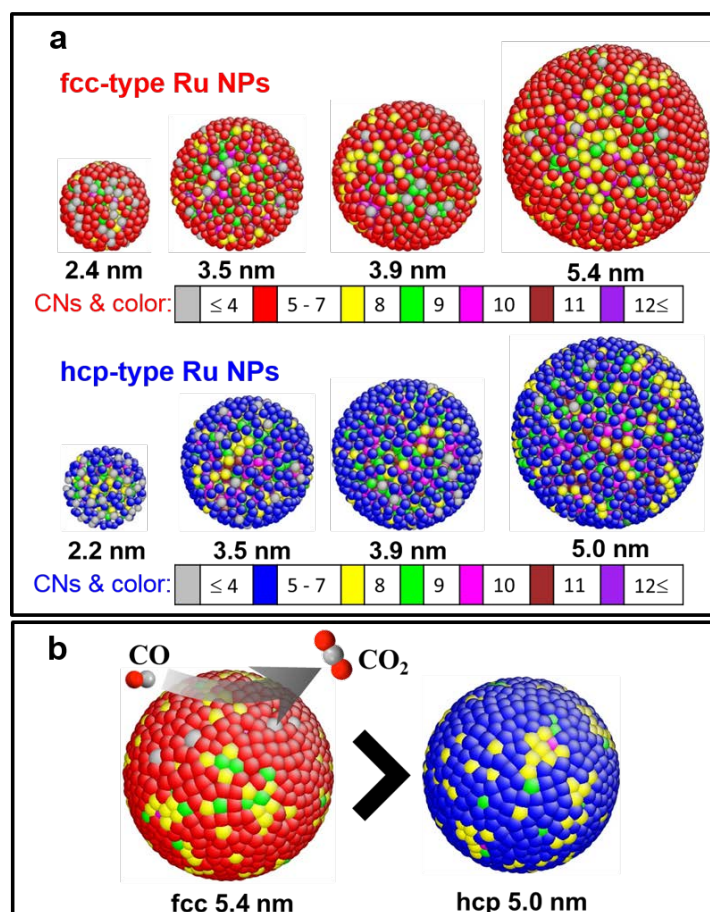 a
fcc-type Ru NPs
2.4 nm
3.5 nm
3.9 nm
5.4 nm
CNs & color: ≤ 4 5 - 7 8 9 10 11 12≤
hcp-type Ru NPs
2.2 nm
3.5 nm
3.9 nm
5.0 nm
CNs & color: ≤ 4 5 - 7 8 9 10 11 12≤
b
CO
CO₂
>
fcc 5.4 nm
hcp 5.0 nm